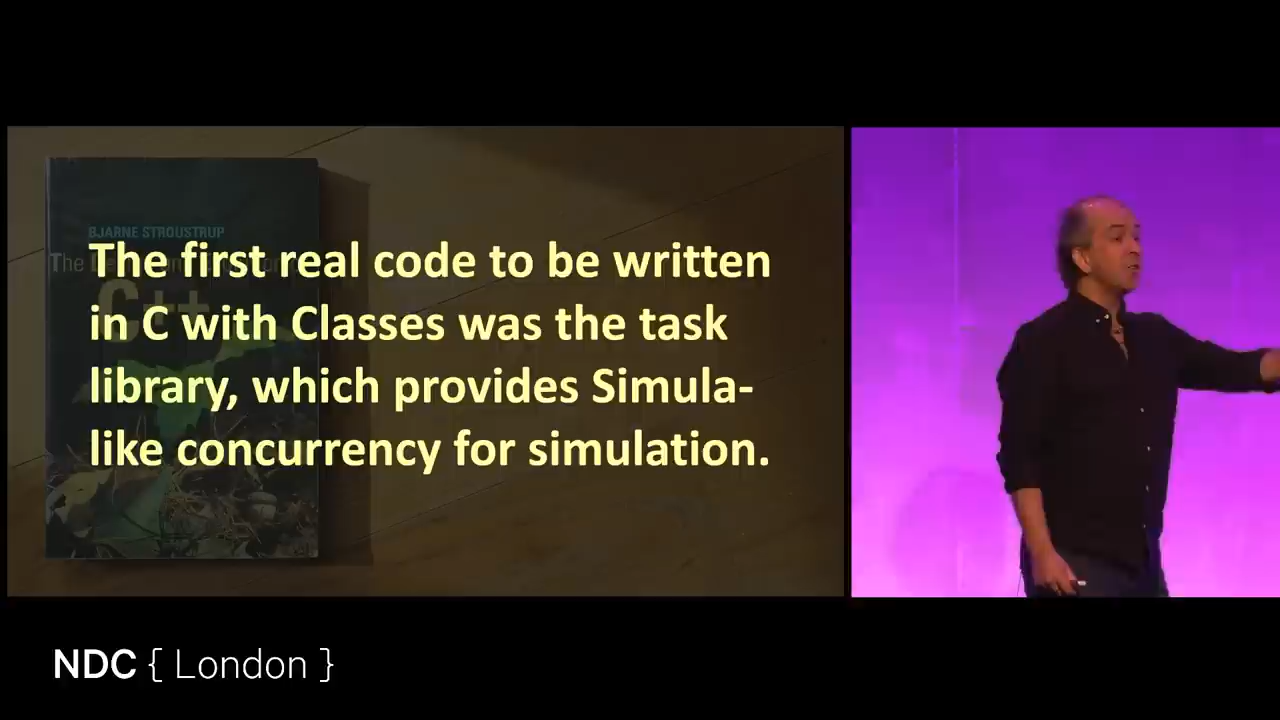 BJARNE STROUSTRUP
The
C++
The first real code to be written
in C with Classes was the task
library, which provides Simula-
like concurrency for simulation.
NDC { London }